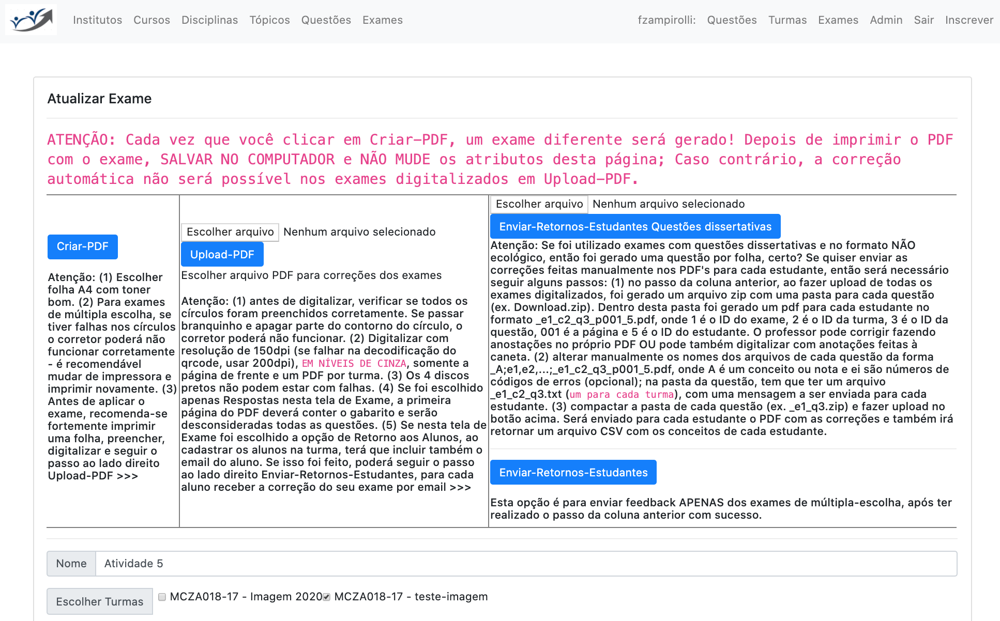 Institutos Cursos Disciplinas Tópicos Questões Exames fzampirolli: Questões Turmas Exames Admin Sair Inscrever
Atualizar Exame
ATENÇÃO: Cada vez que você clicar em Criar-PDF, um exame diferente será gerado! Depois de imprimir o PDF
com o exame, SALVAR NO COMPUTADOR e NÃO MUDE os atributos desta página; Caso contrário, a correção
automática não será possível nos exames digitalizados em Upload-PDF.
Criar-PDF
Atenção: (1) Escolher
folha A4 com toner
bom. (2) Para exames
de múltipla escolha, se
tiver falhas nos círculos
o corretor poderá não
funcionar corretamente
- é recomendável
mudar de impressora e
imprimir novamente. (3)
Antes de aplicar o
exame, recomenda-se
fortemente imprimir
uma folha, preencher,
digitalizar e seguir o
passo ao lado direito
Upload-PDF >>>
Escolher arquivo Nenhum arquivo selecionado
Upload-PDF
Escolher arquivo PDF para correções dos exames
Atenção: (1) antes de digitalizar, verificar se todos os
círculos foram preenchidos corretamente. Se passar
branquinho e apagar parte do contorno do círculo, o
corretor poderá não funcionar. (2) Digitalizar com
resolução de 150dpi (se falhar na decodificação do
qrcode, usar 200dpi), EM NÍVEIS DE CINZA, somente a
página de frente e um PDF por turma. (3) Os 4 discos
pretos não podem estar com falhas. (4) Se foi escolhido
apenas Respostas nesta tela de Exame, a primeira
página do PDF deverá conter o gabarito e serão
desconsideradas todas as questões. (5) Se nesta tela de
Exame foi escolhido a opção de Retorno aos Alunos, ao
cadastrar os alunos na turma, terá que incluir também o
email do aluno. Se isso foi feito, poderá seguir o passo
ao lado direito Enviar-Retornos-Estudantes, para cada
aluno receber a correção do seu exame por email >>>
Escolher arquivo Nenhum arquivo selecionado
Enviar-Retornos-Estudantes Questões dissertativas
Atenção: Se foi utilizado exames com questões dissertativas e no formato NÃO
ecológico, então foi gerado uma questão por folha, certo? Se quiser enviar as
correções feitas manualmente nos PDF's para cada estudante, então será necessário
seguir alguns passos: (1) no passo da coluna anterior, ao fazer upload de todas os
exames digitalizados, foi gerado um arquivo zip com uma pasta para cada questão
(ex. Download.zip). Dentro desta pasta foi gerado um pdf para cada estudante no
formato _e1_c2_q3_p001_5.pdf, onde 1 é o ID do exame, 2 é o ID da turma, 3 é o ID da
questão, 001 é a página e 5 é o ID do estudante. O professor pode corrigir fazendo
anostações no próprio PDF OU pode também digitalizar com anotações feitas à
caneta. (2) alterar manualmente os nomes dos arquivos de cada questão da forma
_A;e1,e2,...;_e1_c2_q3_p001_5.pdf, onde A é um conceito ou nota e ei são números de
códigos de erros (opcional); na pasta da questão, tem que ter um arquivo
_e1_c2_q3.txt (um para cada turma), com uma mensagem a ser enviada para cada
estudante. (3) compactar a pasta de cada questão (ex. _e1_q3.zip) e fazer upload no
botão acima. Será enviado para cada estudante o PDF com as correções e também irá
retornar um arquivo CSV com os conceitos de cada estudante.
Enviar-Retornos-Estudantes
Esta opção é para enviar feedback APENAS dos exames de múltipla-escolha, após ter
realizado o passo da coluna anterior com sucesso.
Nome Atividade 5
Escolher Turmas MCZA018-17 - Imagem 2020 MCZA018-17 - teste-imagem